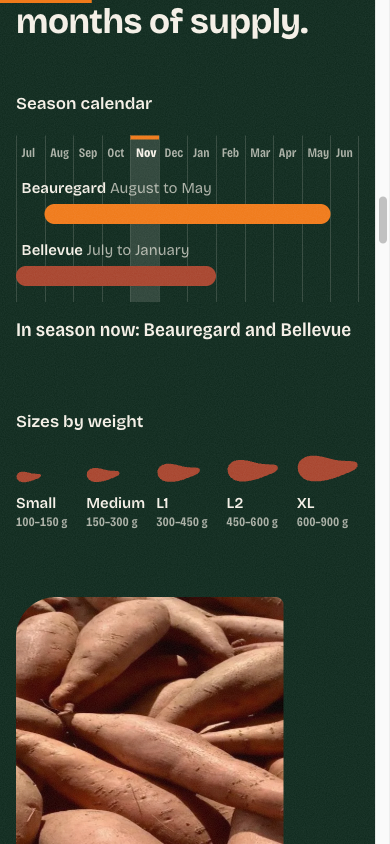 months of supply.
Season calendar
Jul Aug Sep Oct Nov Dec Jan Feb Mar Apr May Jun
Beauregard August to May
Bellevue July to January
In season now: Beauregard and Bellevue
Sizes by weight
Small Medium L1 L2 XL
100–150 g 150–300 g 300–450 g 450–600 g 600–900 g